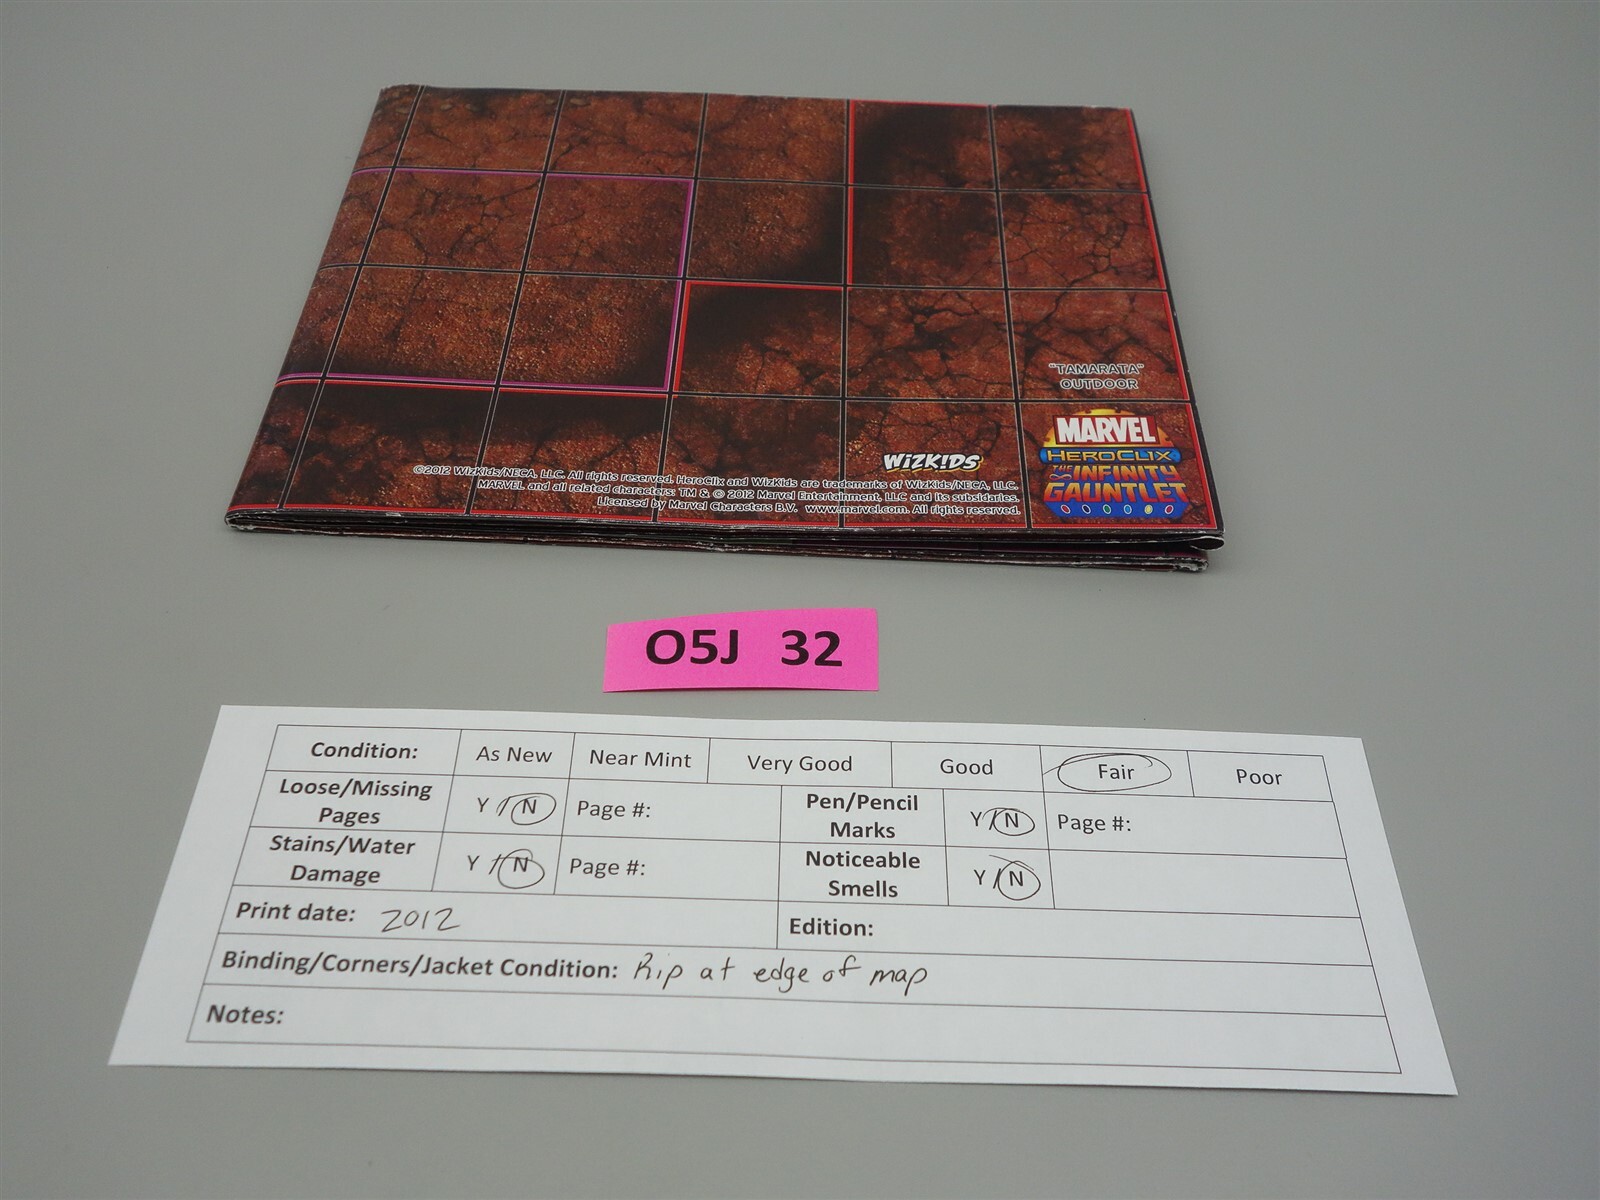 "TAMARATA"
OUTDOOR
MARVEL
HEROCLIX
THE INFINITY
GAUNTLET
WIZKIDS
©2012 WizKids/NECA, LLC. All rights reserved. HeroClix and WizKids are trademarks of WizKids/NECA, LLC.
MARVEL and all related characters: TM & © 2012 Marvel Entertainment, LLC and its subsidaries.
Licensed by Marvel Characters B.V. www.marvel.com. All rights reserved.
O5J 32
Condition: As New Near Mint Very Good Good Fair Poor
Loose/Missing Pages Y / N Page #: Pen/Pencil Marks Y / N Page #:
Stains/Water Damage Y / N Page #: Noticeable Smells Y / N
Print date: 2012 Edition:
Binding/Corners/Jacket Condition: Rip at edge of map
Notes: